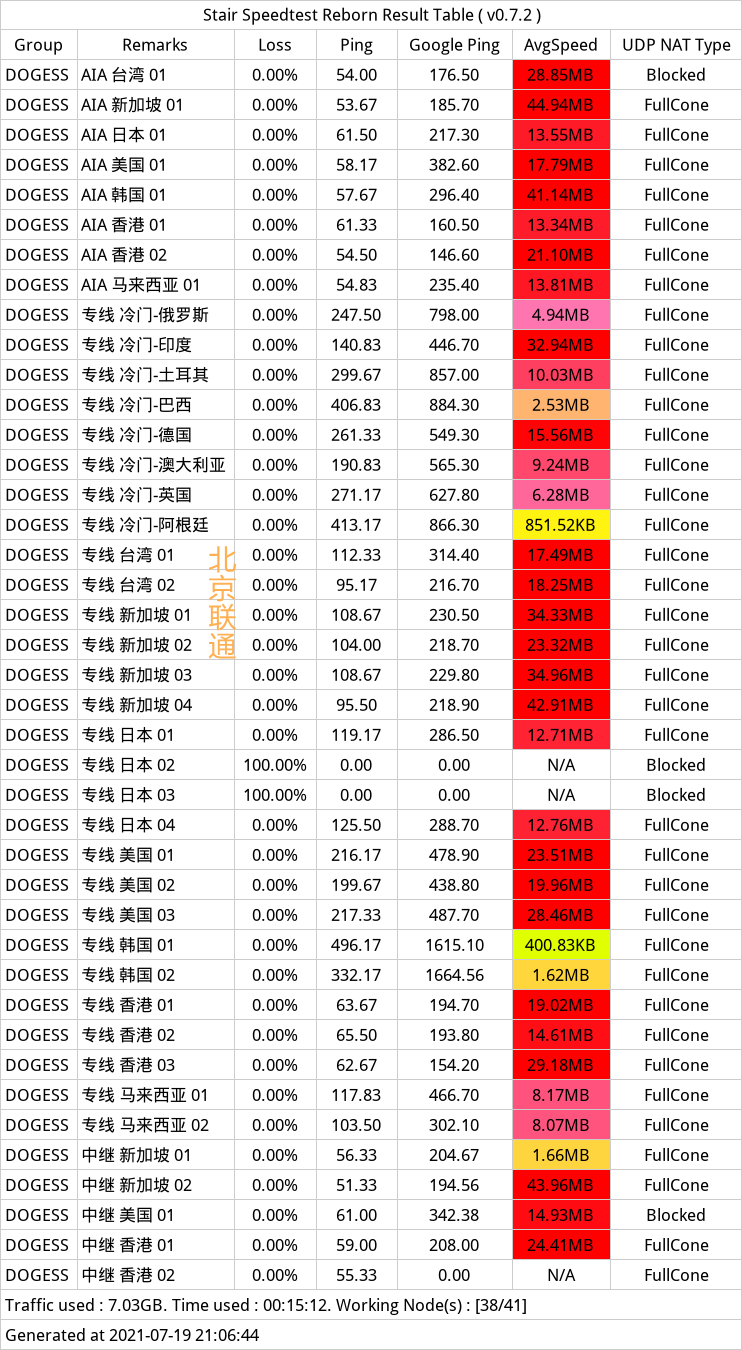 Stair Speedtest Reborn Result Table ( v0.7.2 )
Group Remarks Loss Ping Google Ping AvgSpeed UDP NAT Type
DOGESS AIA 台湾 01 0.00% 54.00 176.50 28.85MB Blocked
DOGESS AIA 新加坡 01 0.00% 53.67 185.70 44.94MB FullCone
DOGESS AIA 日本 01 0.00% 61.50 217.30 13.55MB FullCone
DOGESS AIA 美国 01 0.00% 58.17 382.60 17.79MB FullCone
DOGESS AIA 韩国 01 0.00% 57.67 296.40 41.14MB FullCone
DOGESS AIA 香港 01 0.00% 61.33 160.50 13.34MB FullCone
DOGESS AIA 香港 02 0.00% 54.50 146.60 21.10MB FullCone
DOGESS AIA 马来西亚 01 0.00% 54.83 235.40 13.81MB FullCone
DOGESS 专线 冷门-俄罗斯 0.00% 247.50 798.00 4.94MB FullCone
DOGESS 专线 冷门-印度 0.00% 140.83 446.70 32.94MB FullCone
DOGESS 专线 冷门-土耳其 0.00% 299.67 857.00 10.03MB FullCone
DOGESS 专线 冷门-巴西 0.00% 406.83 884.30 2.53MB FullCone
DOGESS 专线 冷门-德国 0.00% 261.33 549.30 15.56MB FullCone
DOGESS 专线 冷门-澳大利亚 0.00% 190.83 565.30 9.24MB FullCone
DOGESS 专线 冷门-英国 0.00% 271.17 627.80 6.28MB FullCone
DOGESS 专线 冷门-阿根廷 0.00% 413.17 866.30 851.52KB FullCone
DOGESS 专线 台湾 01 0.00% 112.33 314.40 17.49MB FullCone
DOGESS 专线 台湾 02 0.00% 95.17 216.70 18.25MB FullCone
DOGESS 专线 新加坡 01 0.00% 108.67 230.50 34.33MB FullCone
DOGESS 专线 新加坡 02 0.00% 104.00 218.70 23.32MB FullCone
DOGESS 专线 新加坡 03 0.00% 108.67 229.80 34.96MB FullCone
DOGESS 专线 新加坡 04 0.00% 95.50 218.90 42.91MB FullCone
DOGESS 专线 日本 01 0.00% 119.17 286.50 12.71MB FullCone
DOGESS 专线 日本 02 100.00% 0.00 0.00 N/A Blocked
DOGESS 专线 日本 03 100.00% 0.00 0.00 N/A Blocked
DOGESS 专线 日本 04 0.00% 125.50 288.70 12.76MB FullCone
DOGESS 专线 美国 01 0.00% 216.17 478.90 23.51MB FullCone
DOGESS 专线 美国 02 0.00% 199.67 438.80 19.96MB FullCone
DOGESS 专线 美国 03 0.00% 217.33 487.70 28.46MB FullCone
DOGESS 专线 韩国 01 0.00% 496.17 1615.10 400.83KB FullCone
DOGESS 专线 韩国 02 0.00% 332.17 1664.56 1.62MB FullCone
DOGESS 专线 香港 01 0.00% 63.67 194.70 19.02MB FullCone
DOGESS 专线 香港 02 0.00% 65.50 193.80 14.61MB FullCone
DOGESS 专线 香港 03 0.00% 62.67 154.20 29.18MB FullCone
DOGESS 专线 马来西亚 01 0.00% 117.83 466.70 8.17MB FullCone
DOGESS 专线 马来西亚 02 0.00% 103.50 302.10 8.07MB FullCone
DOGESS 中继 新加坡 01 0.00% 56.33 204.67 1.66MB FullCone
DOGESS 中继 新加坡 02 0.00% 51.33 194.56 43.96MB FullCone
DOGESS 中继 美国 01 0.00% 61.00 342.38 14.93MB Blocked
DOGESS 中继 香港 01 0.00% 59.00 208.00 24.41MB FullCone
DOGESS 中继 香港 02 0.00% 55.33 0.00 N/A FullCone
Traffic used : 7.03GB. Time used : 00:15:12. Working Node(s) : [38/41]
Generated at 2021-07-19 21:06:44
北京联通